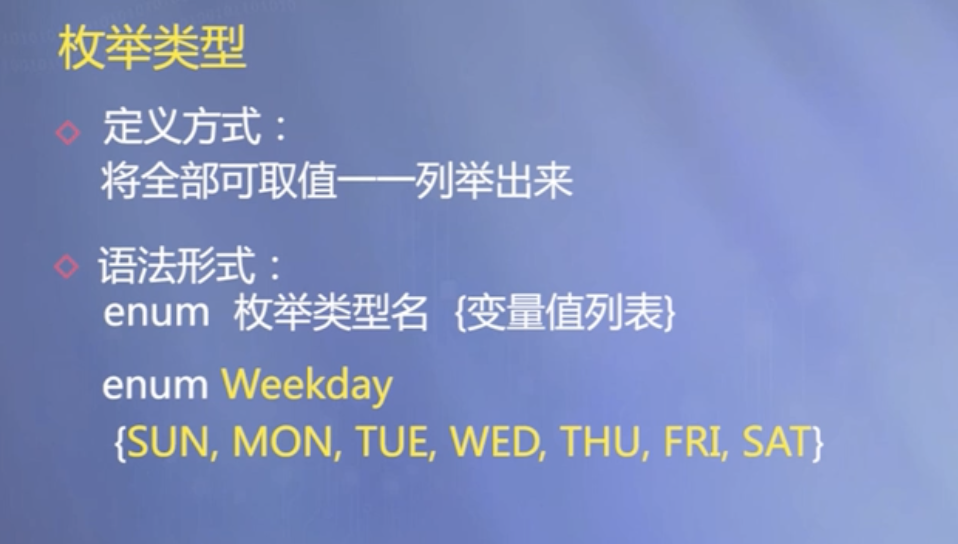 枚举类型
定义方式：
将全部可取值一一列举出来
语法形式：
enum 枚举类型名 {变量值列表}
enum Weekday
{SUN, MON, TUE, WED, THU, FRI, SAT}